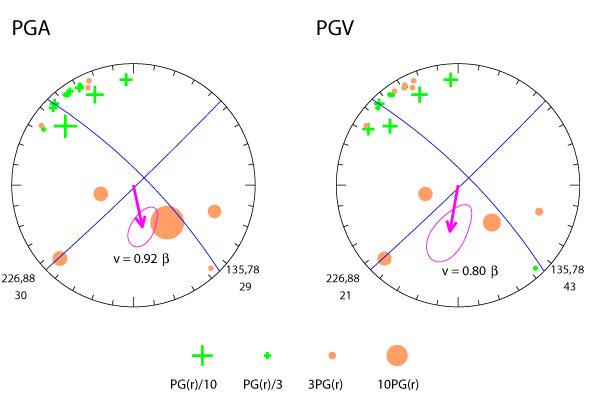 PGA
PGV
v = 0.92 β
226,88
30
135,78
29
v = 0.80 β
226,88
21
135,78
43
PG(r)/10
PG(r)/3
3PG(r)
10PG(r)